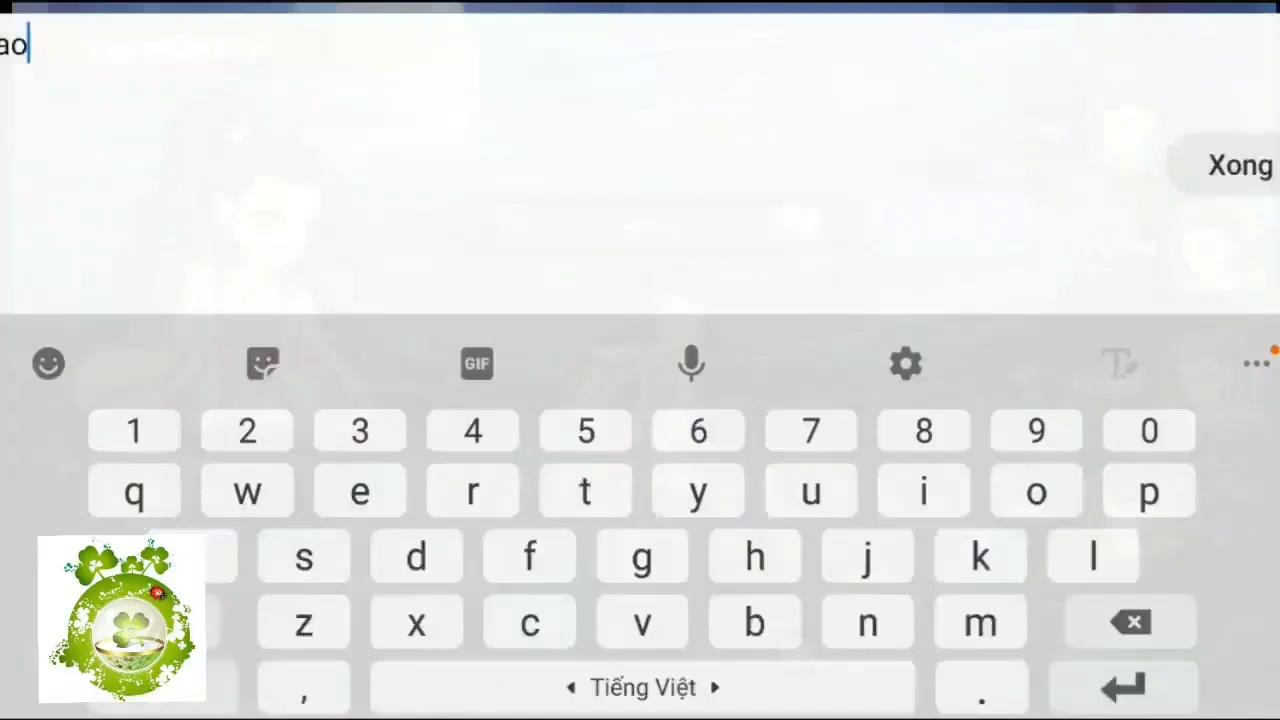 ao
Xong
GIF
1 2 3 4 5 6 7 8 9 0
q w e r t y u i o p
s d f g h j k l
z x c v b n m
, Tiếng Việt .